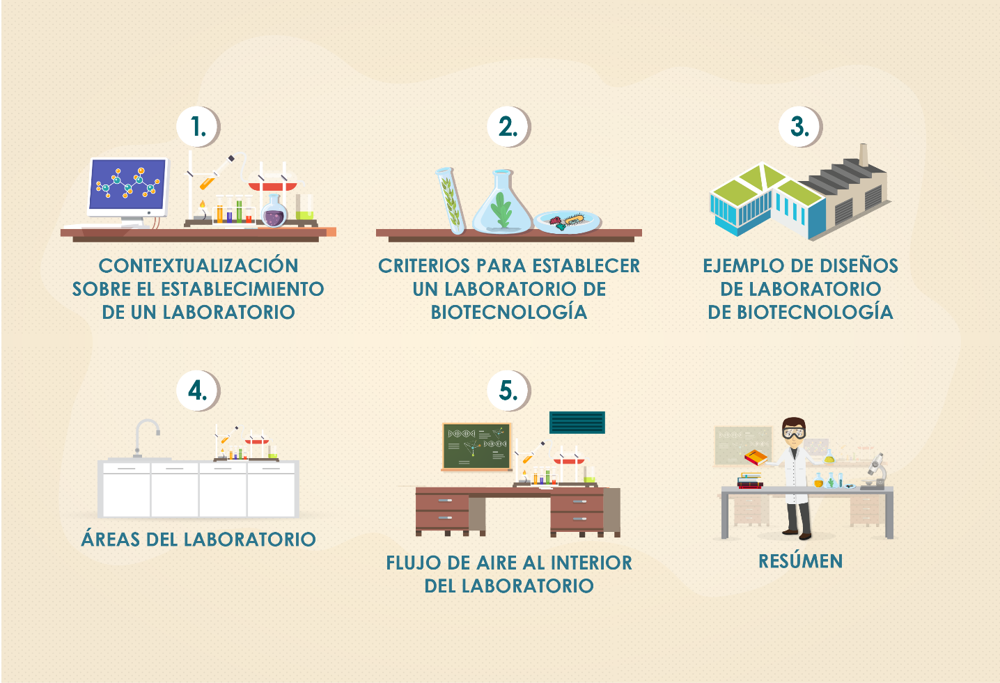 1.
CONTEXTUALIZACIÓN
SOBRE EL ESTABLECIMIENTO
DE UN LABORATORIO
2.
CRITERIOS PARA ESTABLECER
UN LABORATORIO DE
BIOTECNOLOGÍA
3.
EJEMPLO DE DISEÑOS
DE LABORATORIO
DE BIOTECNOLOGÍA
4.
ÁREAS DEL LABORATORIO
5.
FLUJO DE AIRE AL INTERIOR
DEL LABORATORIO
RESÚMEN